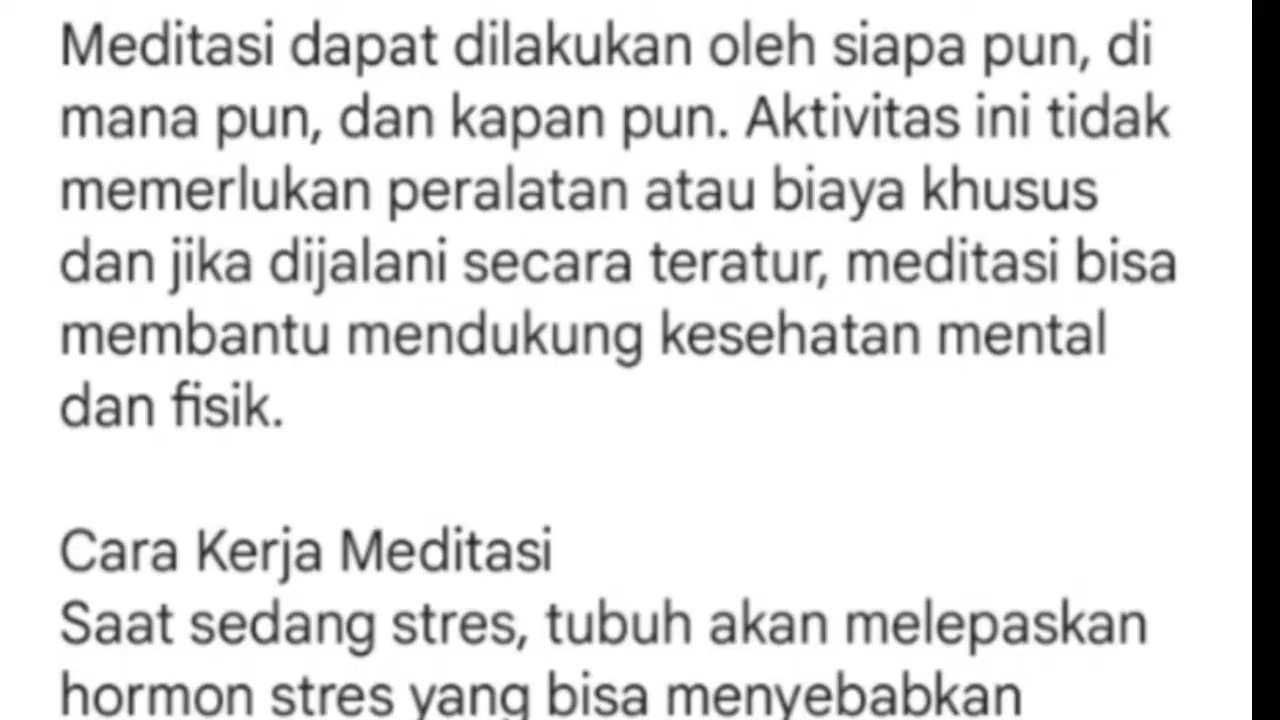 Meditasi dapat dilakukan oleh siapa pun, di
mana pun, dan kapan pun. Aktivitas ini tidak
memerlukan peralatan atau biaya khusus
dan jika dijalani secara teratur, meditasi bisa
membantu mendukung kesehatan mental
dan fisik.
Cara Kerja Meditasi
Saat sedang stres, tubuh akan melepaskan
hormon stres yang bisa menyebabkan